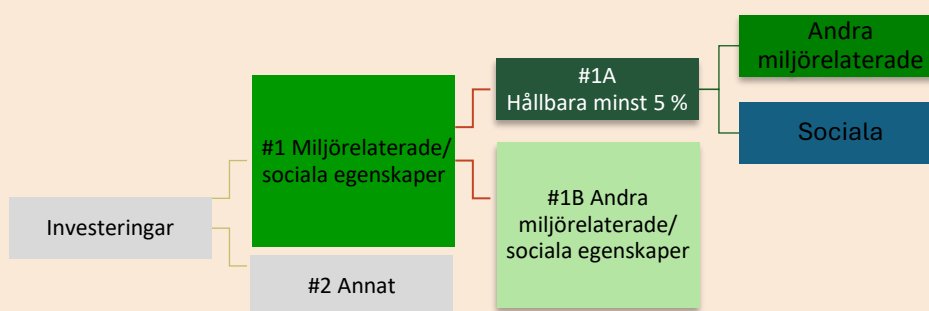 Investeringar
#1 Miljörelaterade/
sociala egenskaper
#2 Annat
#1A
Hållbara minst 5 %
#1B Andra
miljörelaterade/
sociala egenskaper
Andra
miljörelaterade
Sociala